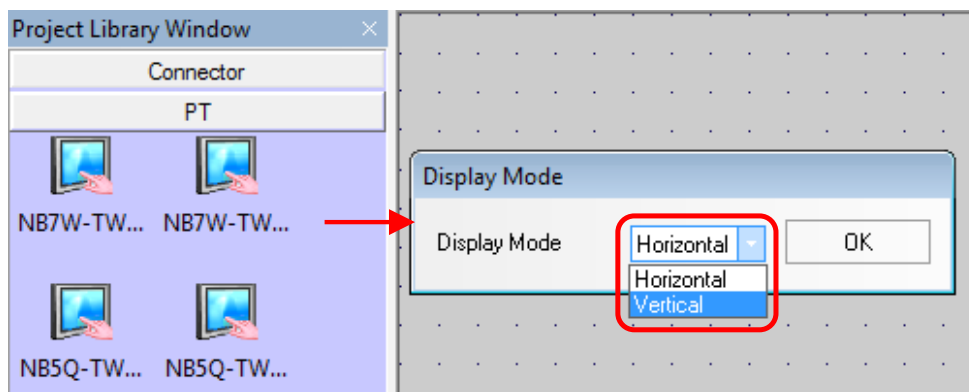 Project Library Window
Connector
PT
NB7W-TW... NB7W-TW...
NB5Q-TW... NB5Q-TW...
Display Mode
Display Mode
Horizontal
OK
Horizontal
Vertical